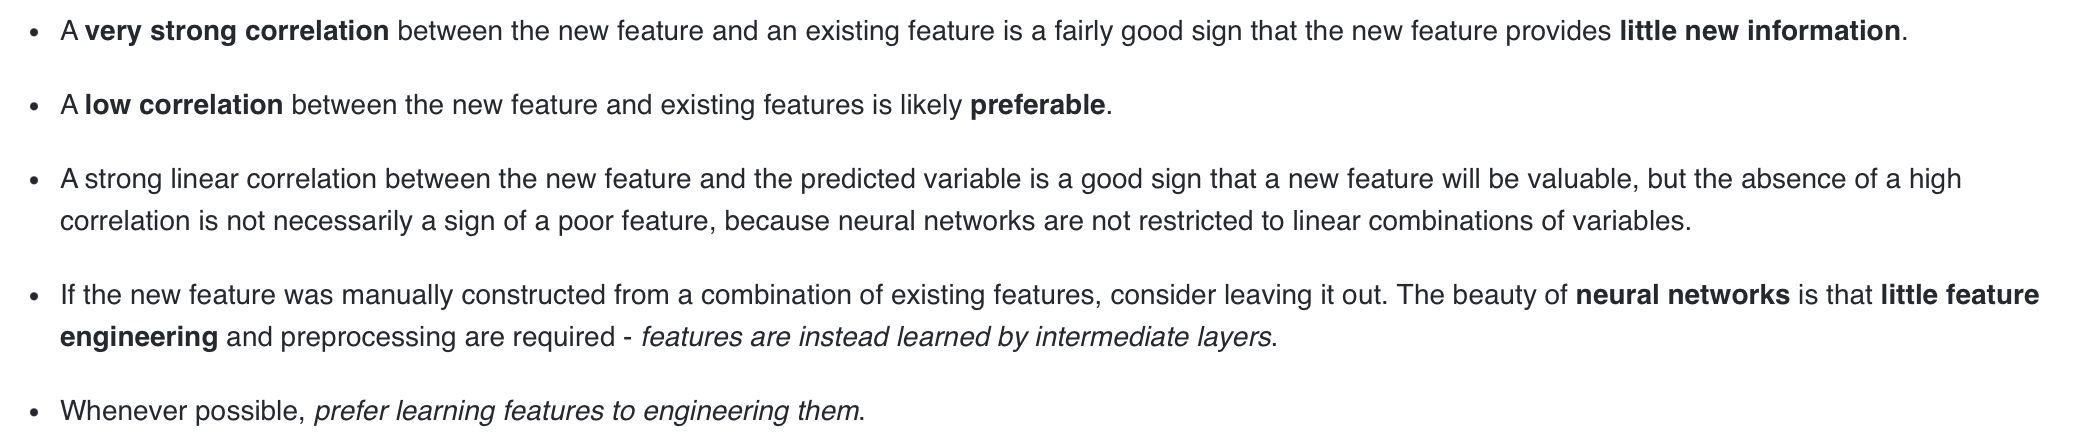 • A very strong correlation between the new feature and an existing feature is a fairly good sign that the new feature provides little new information.
• A low correlation between the new feature and existing features is likely preferable.
• A strong linear correlation between the new feature and the predicted variable is a good sign that a new feature will be valuable, but the absence of a high
correlation is not necessarily a sign of a poor feature, because neural networks are not restricted to linear combinations of variables.
• If the new feature was manually constructed from a combination of existing features, consider leaving it out. The beauty of neural networks is that little feature
engineering and preprocessing are required - features are instead learned by intermediate layers.
• Whenever possible, prefer learning features to engineering them.